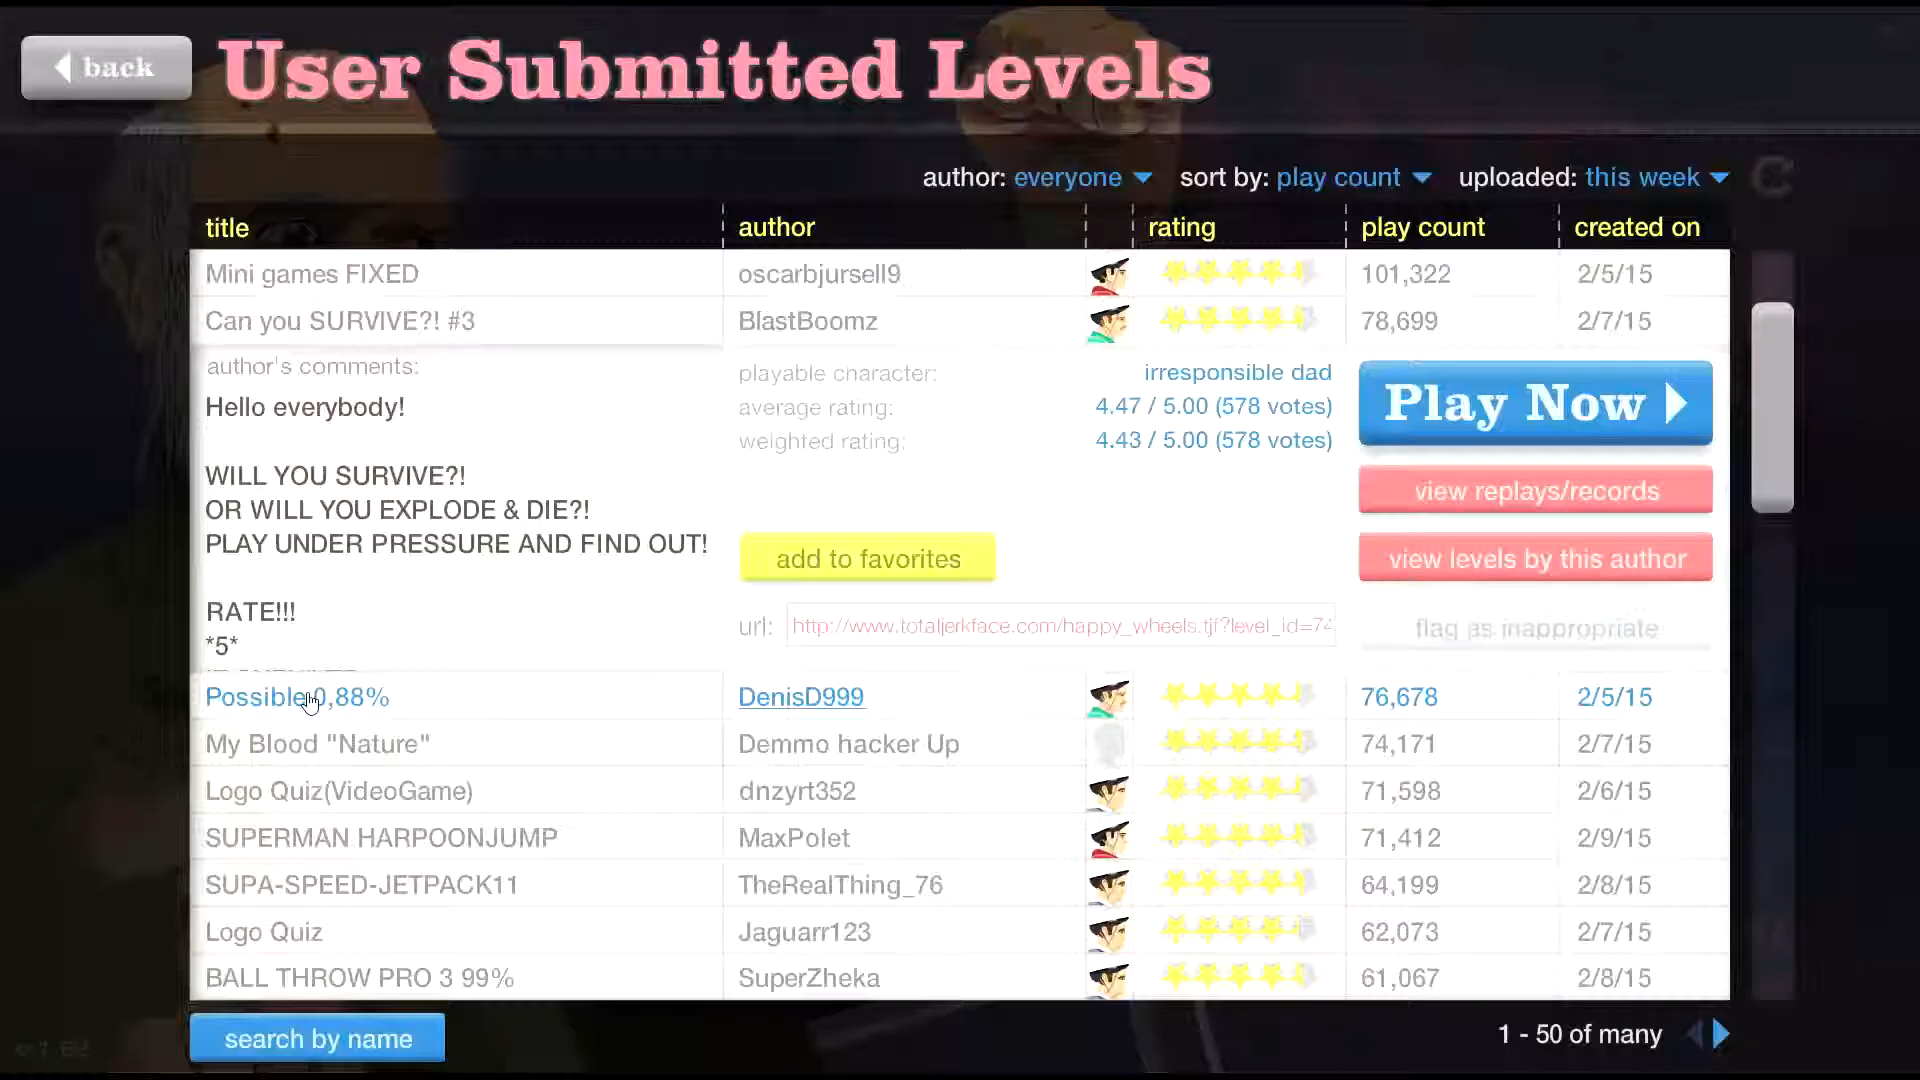 back
User Submitted Levels
author: everyone sort by: play count uploaded: this week
title author rating play count created on
Mini games FIXED oscarbjursell9 101,322 2/5/15
Can you SURVIVE?! #3 BlastBoomz 78,699 2/7/15
author's comments:
Hello everybody!
WILL YOU SURVIVE?!
OR WILL YOU EXPLODE & DIE?!
PLAY UNDER PRESSURE AND FIND OUT!
RATE!!!
*5*
playable character: irresponsible dad
average rating: 4.47 / 5.00 (578 votes)
weighted rating: 4.43 / 5.00 (578 votes)
add to favorites
url: http://www.totaljerkface.com/happy_wheels.tjf?level_id=74
Play Now
view replays/records
view levels by this author
flag as inappropriate
Possible 0,88% DenisD999 76,678 2/5/15
My Blood "Nature" Demmo hacker Up 74,171 2/7/15
Logo Quiz(VideoGame) dnzyrt352 71,598 2/6/15
SUPERMAN HARPOONJUMP MaxPolet 71,412 2/9/15
SUPA-SPEED-JETPACK11 TheRealThing_76 64,199 2/8/15
Logo Quiz Jaguarr123 62,073 2/7/15
BALL THROW PRO 3 99% SuperZheka 61,067 2/8/15
search by name
1 - 50 of many